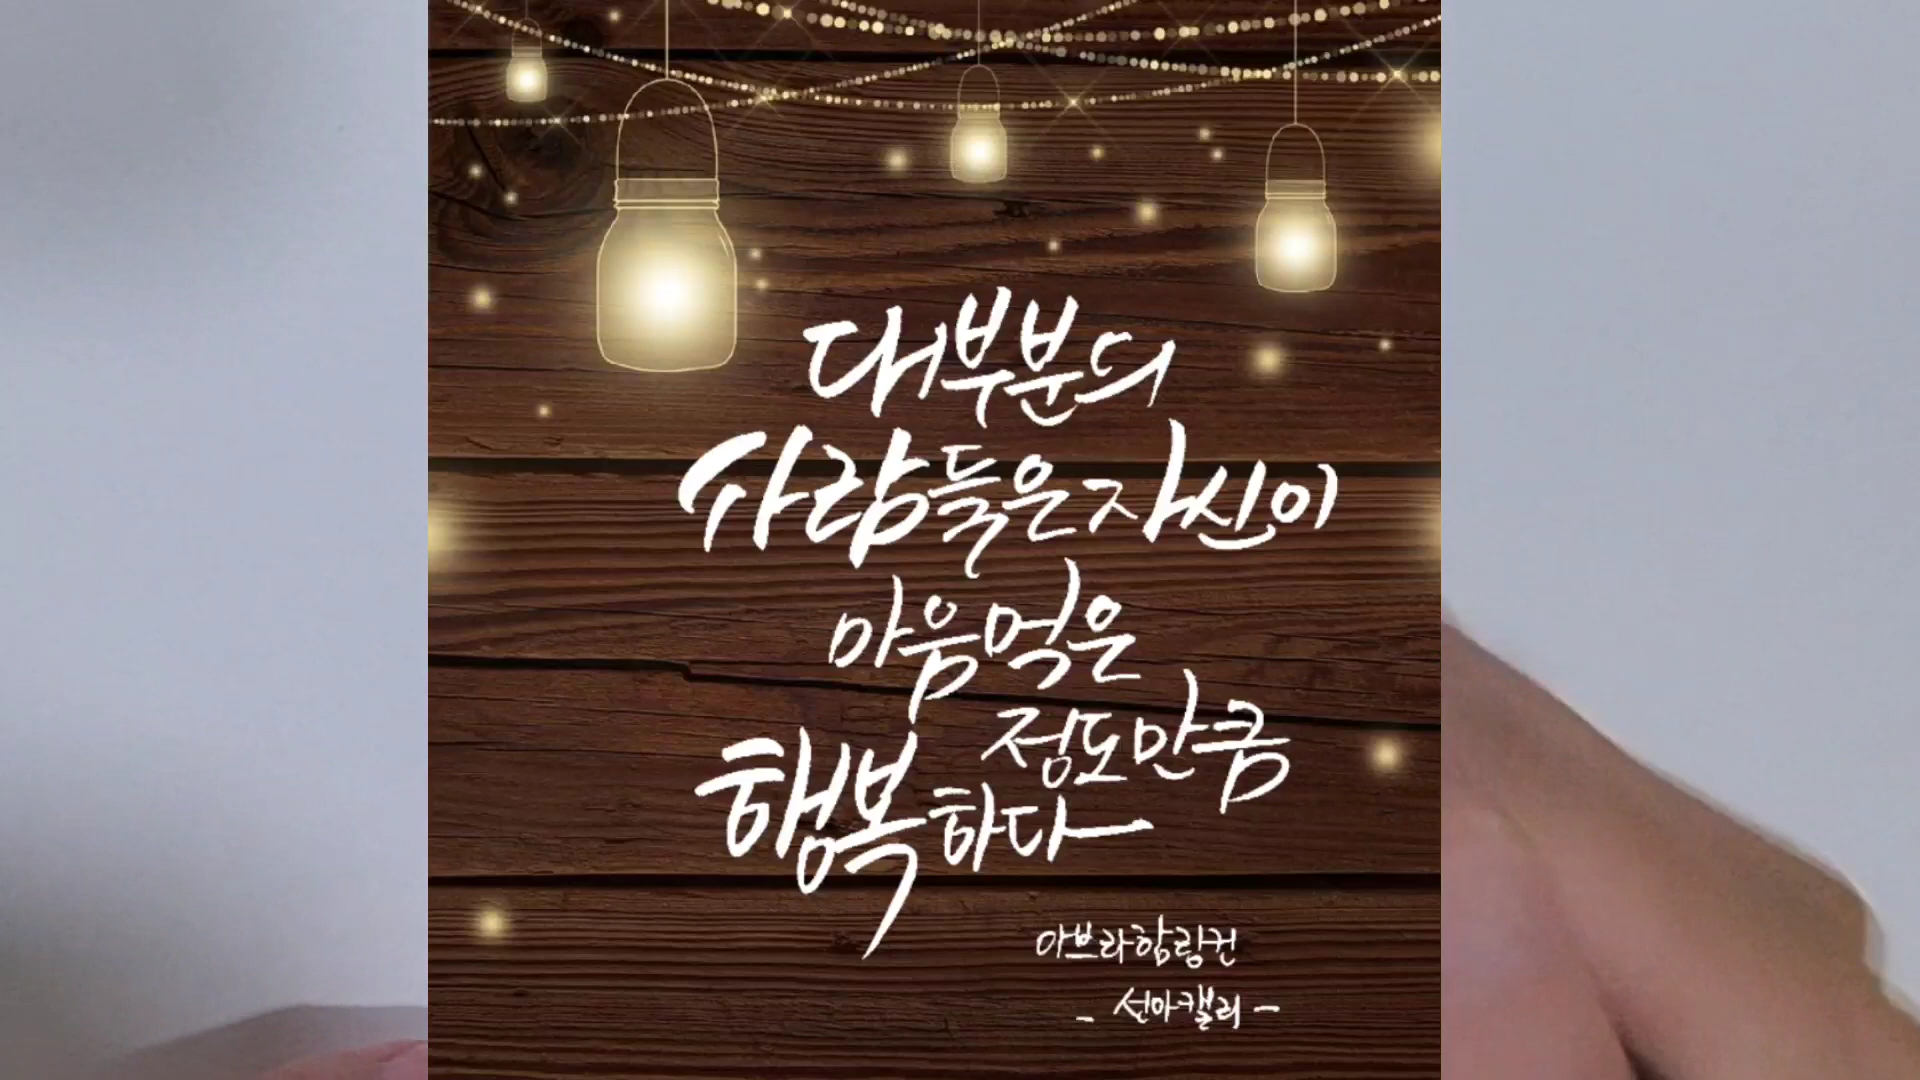 대부분의
사람들은 자신이
마음먹은
정도만큼
행복하다
아브라함링컨
- 선아캘리 -